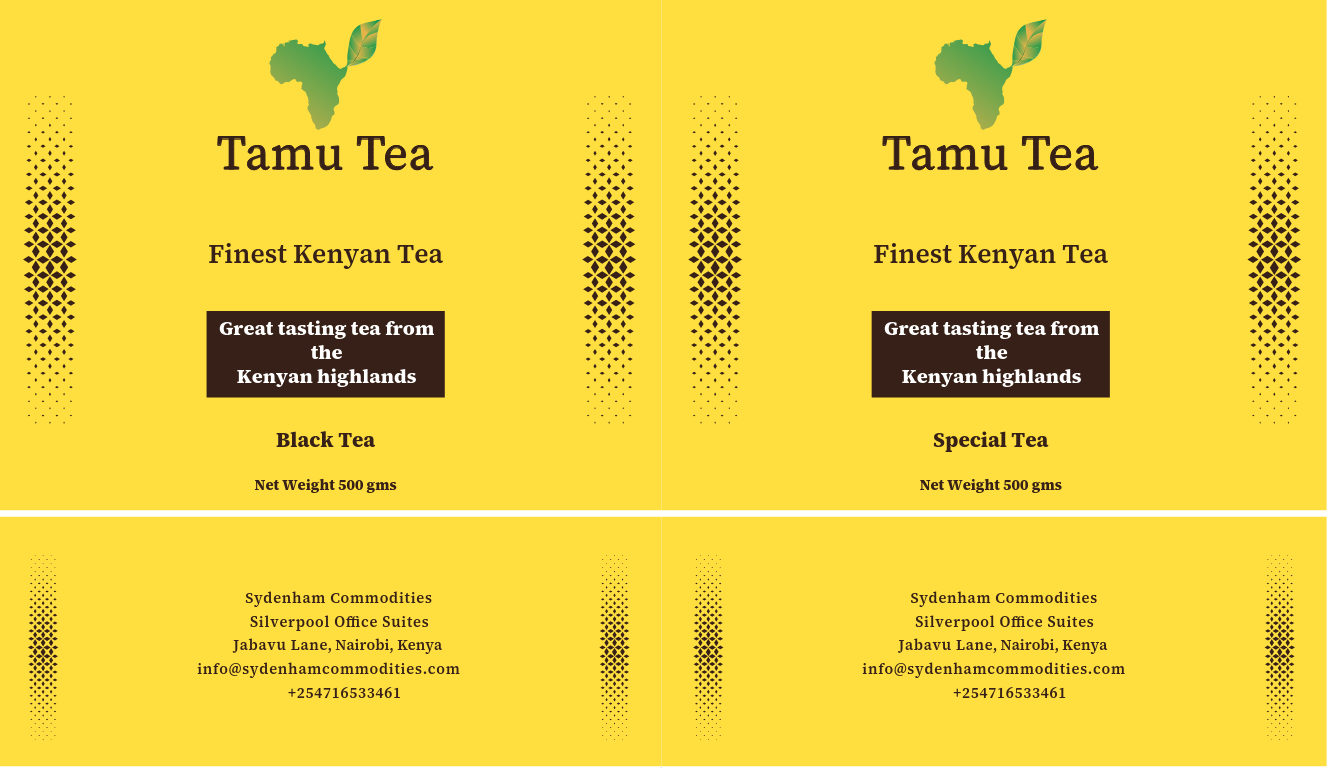 Tamu Tea
Finest Kenyan Tea
Great tasting tea from
the
Kenyan highlands
Black Tea
Net Weight 500 gms
Tamu Tea
Finest Kenyan Tea
Great tasting tea from
the
Kenyan highlands
Special Tea
Net Weight 500 gms
Sydenham Commodities
Silverpool Office Suites
Jabavu Lane, Nairobi, Kenya
info@sydenhamcommodities.com
+254716533461
Sydenham Commodities
Silverpool Office Suites
Jabavu Lane, Nairobi, Kenya
info@sydenhamcommodities.com
+254716533461